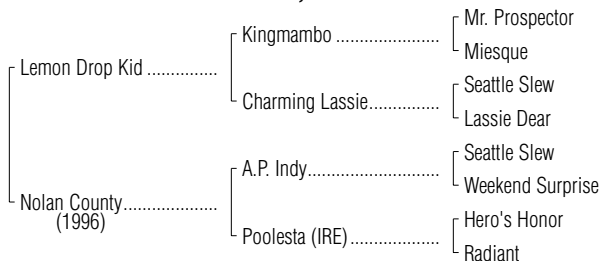 Mr. Prospector
Kingmambo ....................
Miesque
Lemon Drop Kid ..............
Seattle Slew
Charming Lassie..............
Lassie Dear
Seattle Slew
A.P. Indy..........................
Weekend Surprise
Nolan County...................
(1996)
Hero's Honor
Poolesta (IRE)..................
Radiant